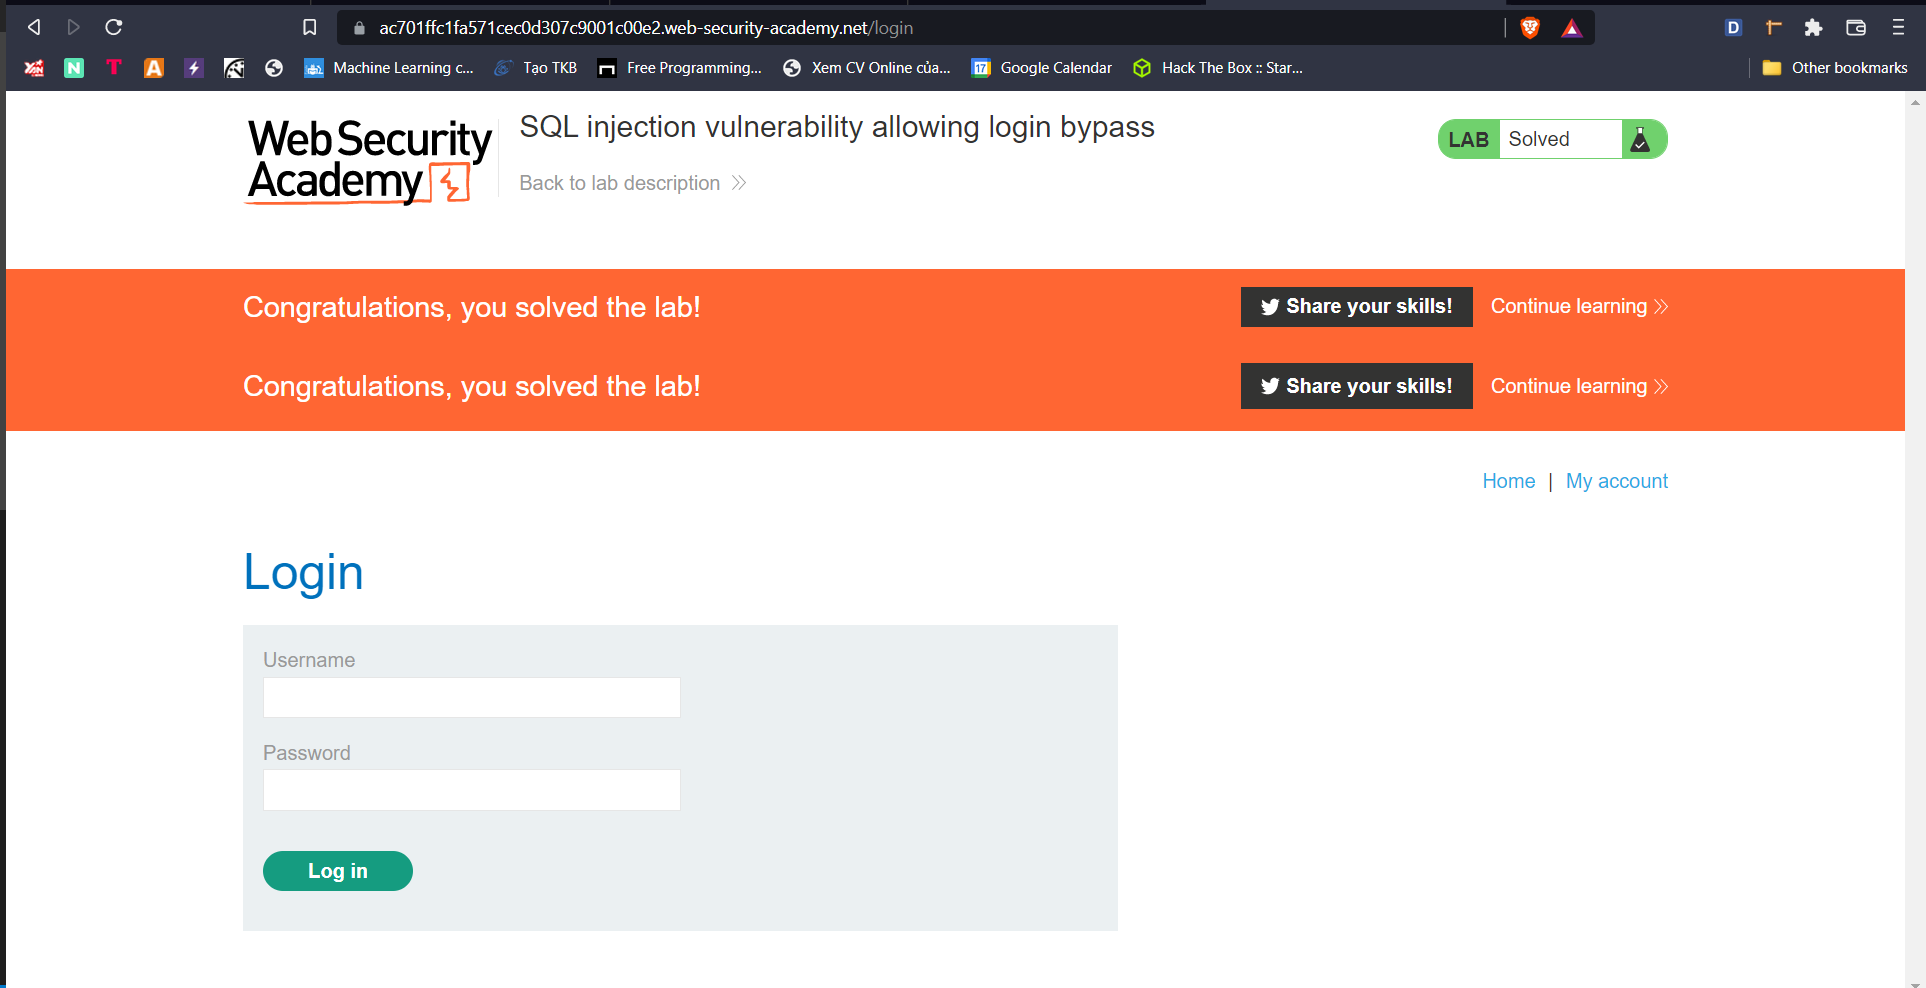 ac701ffc1fa571cec0d307c9001c00e2.web-security-academy.net/login
Machine Learning c... Tạo TKB Free Programming... Xem CV Online của... Google Calendar Hack The Box :: Star... Other bookmarks
Web Security
Academy
SQL injection vulnerability allowing login bypass
Back to lab description
LAB Solved
Congratulations, you solved the lab! Share your skills! Continue learning
Congratulations, you solved the lab! Share your skills! Continue learning
Home | My account
Login
Username
Password
Log in